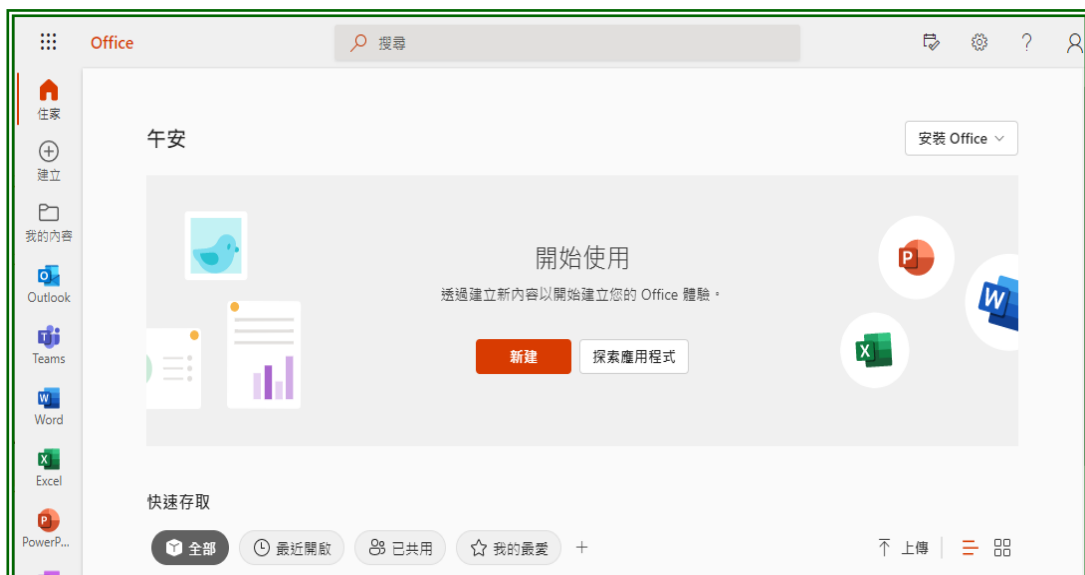 Office
搜尋
?
住家
建立
我的內容
Outlook
Teams
Word
Excel
PowerP...
午安
安裝 Office
開始使用
透過建立新內容以開始建立您的 Office 體驗。
新建
探索應用程式
快速存取
全部
最近開啟
已共用
我的最愛
+
上傳